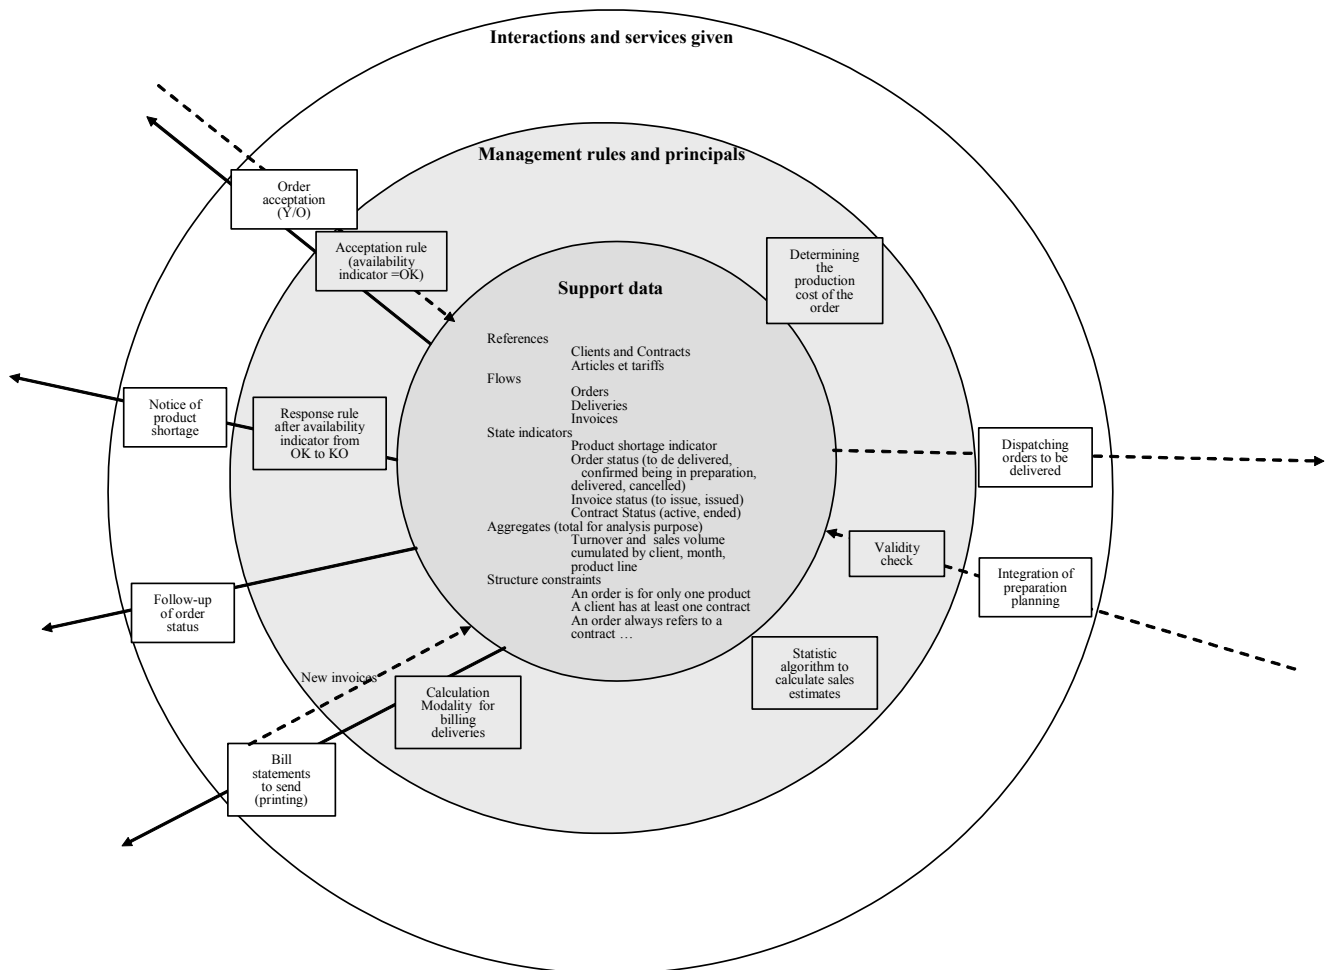 Interactions and services given
Management rules and principals
Order
acceptation
(Y/O)
Acceptation rule
(availability
indicator =OK)
Determining
the
production
cost of the
order
Support data
References
Clients and Contracts
Articles et tariffs
Flows
Orders
Deliveries
Invoices
State indicators
Product shortage indicator
Order status (to de delivered,
confirmed being in preparation,
delivered, cancelled)
Invoice status (to issue, issued)
Contract Status (active, ended)
Aggregates (total for analysis purpose)
Turnover and sales volume
cumulated by client, month,
product line
Structure constraints
An order is for only one product
A client has at least one contract
An order always refers to a
contract …
Notice of
product
shortage
Response rule
after availability
indicator from
OK to KO
Dispatching
orders to be
delivered
Validity
check
Integration of
preparation
planning
Follow-up
of order
status
Statistic
algorithm to
calculate sales
estimates
New invoices
Calculation
Modality for
billing
deliveries
Bill
statements
to send
(printing)